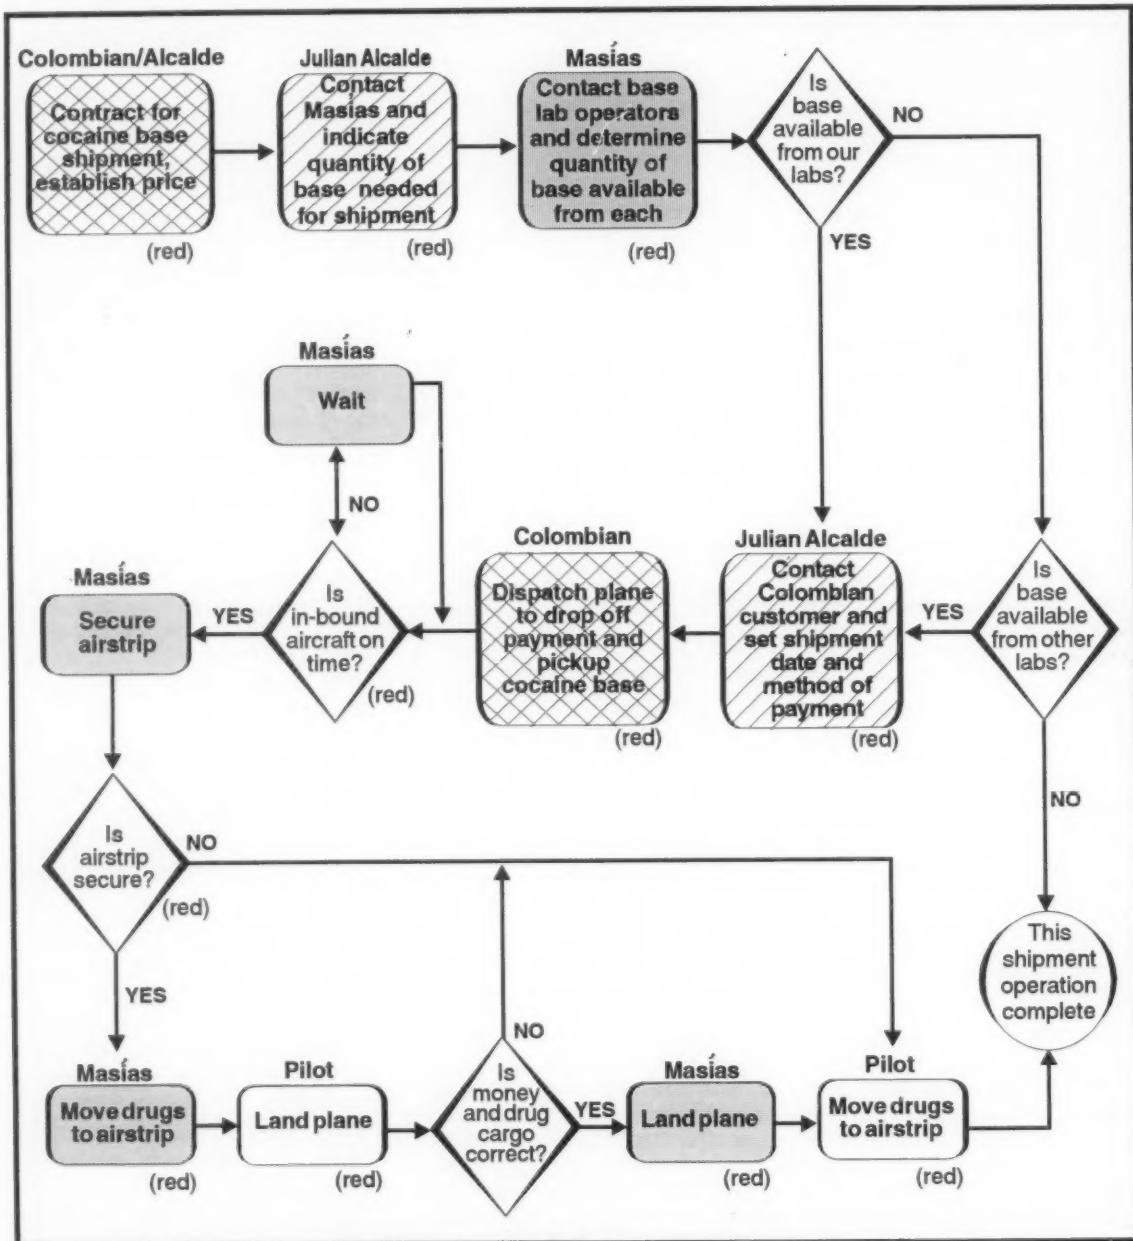 Colombian/Alcalde
Contract for
cocaine base
shipment,
establish price
(red)
Julian Alcalde
Contact
Masías and
indicate
quantity of
base needed
for shipment
(red)
Masías
Contact base
lab operators
and determine
quantity of
base available
from each
(red)
Is
base
available
from our
labs?
NO
YES
Masías
Wait
NO
Masías
Secure
airstrip
YES
Is
in-bound
aircraft on
time?
(red)
Colombian
Dispatch plane
to drop off
payment and
pickup
cocaine base
(red)
Julian Alcalde
Contact
Colombian
customer and
set shipment
date and
method of
payment
(red)
YES
Is
base
available
from other
labs?
NO
Is
airstrip
secure?
NO
(red)
YES
This
shipment
operation
complete
Masías
Move drugs
to airstrip
(red)
Pilot
Land plane
(red)
NO
Is
money
and drug
cargo
correct?
YES
Masías
Land plane
(red)
Pilot
Move drugs
to airstrip
(red)